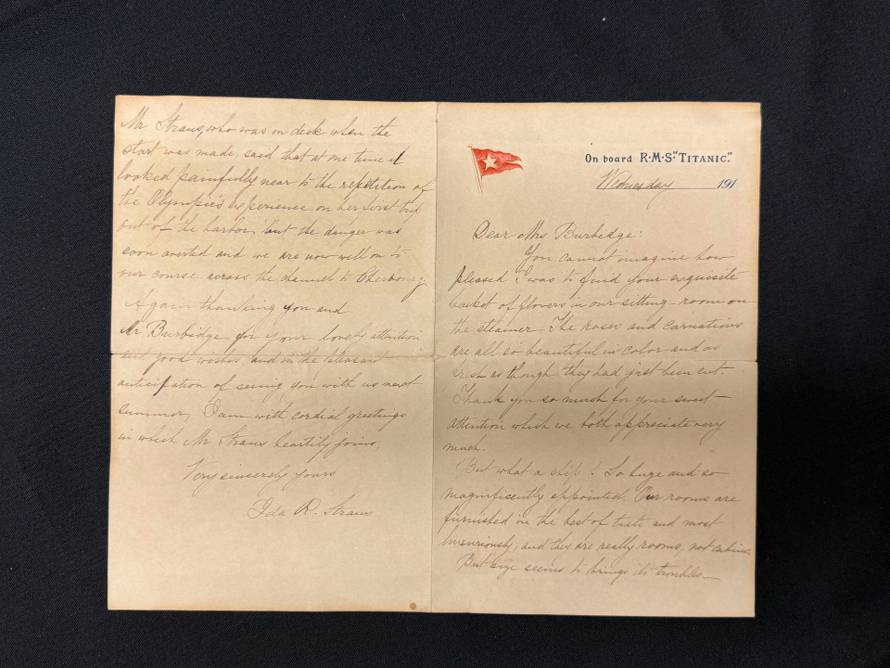 On board R·M·S "TITANIC."
Wednesday 191
Dear Mrs Burbidge:
You cannot imagine how
pleased I was to find your exquisite
basket of flowers in our sitting-room on
the steamer. The roses and carnations
are all so beautiful in color and as
fresh as though they had just been cut.
Thank you so much for your sweet
attention which we both appreciate very
much.
But what a ship! So huge and so
magnificently appointed. Our rooms are
furnished in the best of taste and most
luxuriously, and they are really rooms, not cabins.
But size seems to bring its troubles—
Mr Straus, who was on deck when the
start was made, said that at one time it
looked painfully near to the repetition of
the Olympic's experience on her first trip
out of the harbor, but the danger was
soon averted and we are now well on to
our course across the channel to Cherbourg.
Again thanking you and
Mr Burbidge for your lovely attention
and good wishes and in the pleasant
anticipation of seeing you with us next
summer, I am with cordial greetings
in which Mr Straus heartily joins,
Very sincerely yours
Ida R. Straus